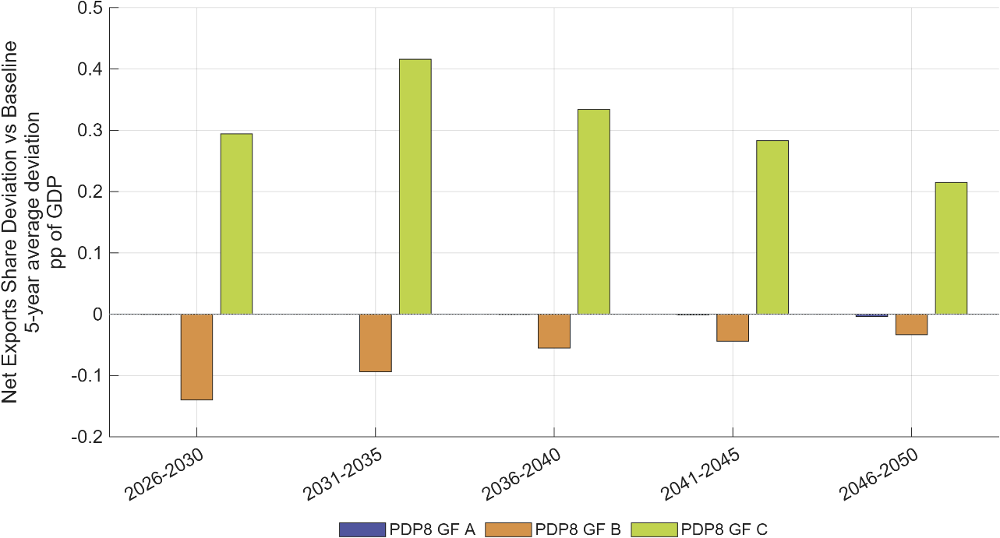 Net Exports Share Deviation vs Baseline
5-year average deviation
pp of GDP
0.5
0.4
0.3
0.2
0.1
0
-0.1
-0.2
2026-2030
2031-2035
2036-2040
2041-2045
2046-2050
PDP8 GF A
PDP8 GF B
PDP8 GF C